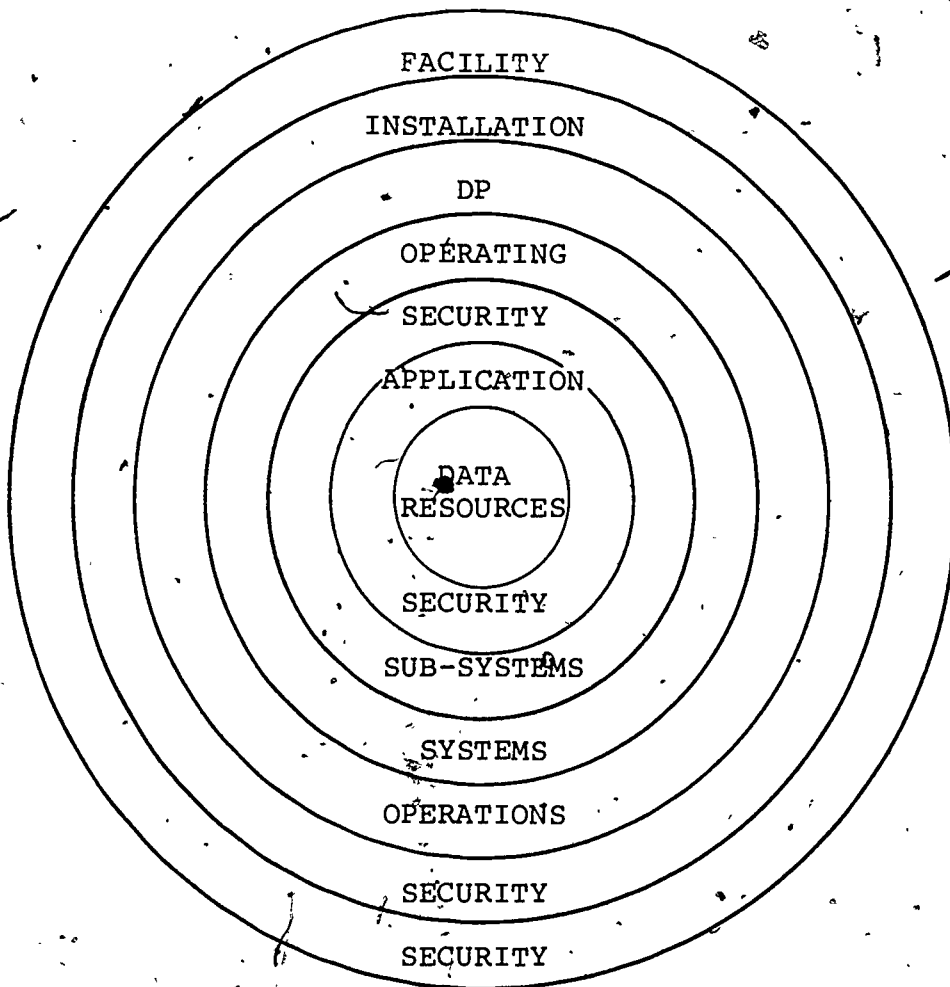 FACILITY
INSTALLATION
DP
OPERATING
SECURITY
APPLICATION
DATA
RESOURCES
SECURITY
SUB-SYSTEMS
SYSTEMS
OPERATIONS
SECURITY
SECURITY